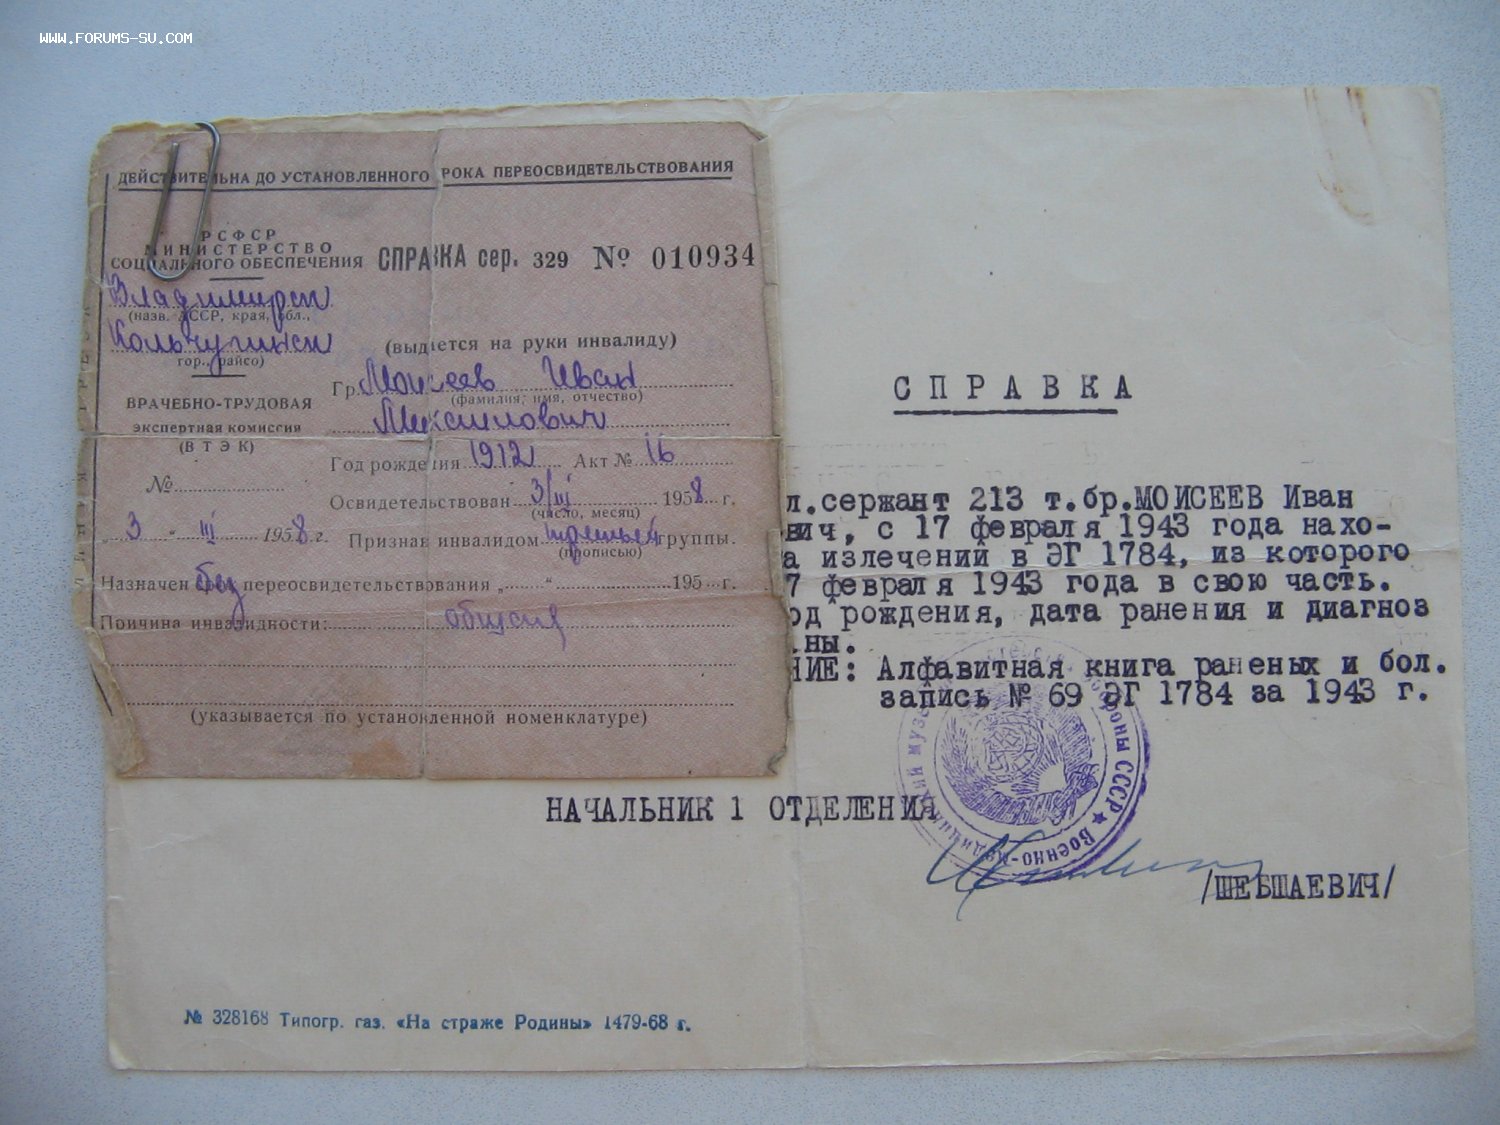 WWW.FORUMS-SU.COM
ДЕЙСТВИТЕЛЬНА ДО УСТАНОВЛЕННОГО РОКА ПЕРЕОСВИДЕТЕЛЬСТВОВАНИЯ
РСФСР
МИНИСТЕРСТВО
СОЦИАЛЬНОГО ОБЕСПЕЧЕНИЯ
СПРАВКА сер. 329 № 010934
Владимирск
(назв. АССР, края, обл.,
Кольчугинск
гор., райсо)
(выдается на руки инвалиду)
Гр. Моисеев Иван
(фамилия, имя, отчество)
ВРАЧЕБНО-ТРУДОВАЯ
ЭКСПЕРТНАЯ КОМИССИЯ
(ВТЭК)
Год рождения 1912 Акт № 16
№
Освидетельствован 3/III 1958 г.
(число, месяц)
„ 3 “ III 1958 г.
Признан инвалидом третьей группы.
(прописью)
Назначен без переосвидетельствования „ “ 195 г.
Причина инвалидности: общая
(указывается по установленной номенклатуре)
СПРАВКА
л.сержант 213 т.бр.МОИСЕЕВ Иван
вич, с 17 февраля 1943 года нахо-
а излечении в ЭГ 1784, из которого
7 февраля 1943 года в свою часть.
од рождения, дата ранения и диагноз
ны.
НИЕ: Алфавитная книга раненых и бол.
запись № 69 ЭГ 1784 за 1943 г.
обороны СССР ★ Военно-медицинский музе
НАЧАЛЬНИК 1 ОТДЕЛЕНИЯ
/ШЕБШАЕВИЧ/
№ 328168 Типогр. газ. «На страже Родины» 1479-68 г.